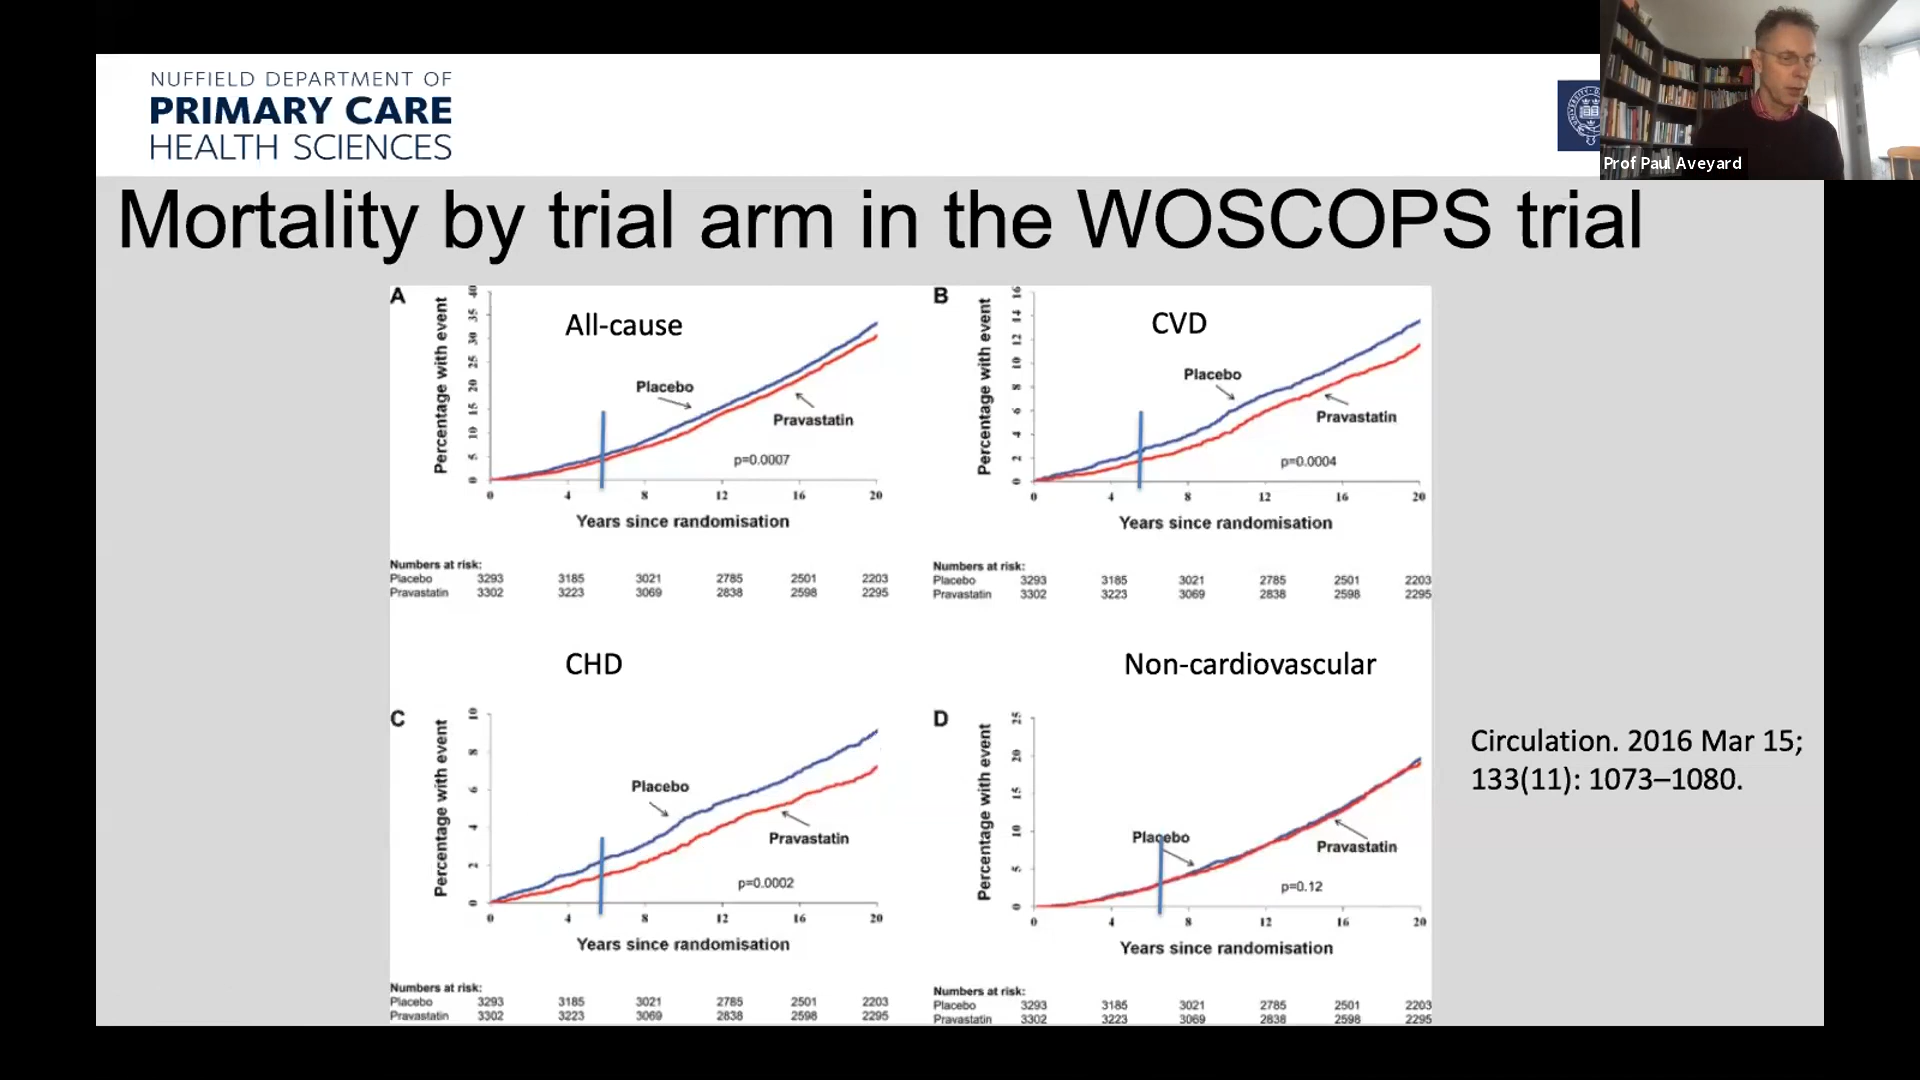 NUFFIELD DEPARTMENT OF
PRIMARY CARE
HEALTH SCIENCES
Prof Paul Aveyard
Mortality by trial arm in the WOSCOPS trial
A
All-cause
Percentage with event
0 5 10 15 20 25 30 35 40
Placebo
Pravastatin
p=0.0007
0 4 8 12 16 20
Years since randomisation
Numbers at risk:
Placebo 3293 3185 3021 2785 2501 2203
Pravastatin 3302 3223 3069 2838 2598 2295
B
CVD
Percentage with event
0 2 4 6 8 10 12 14 16
Placebo
Pravastatin
p=0.0004
0 4 8 12 16 20
Years since randomisation
Numbers at risk:
Placebo 3293 3185 3021 2785 2501 2203
Pravastatin 3302 3223 3069 2838 2598 2295
CHD
C
Percentage with event
0 2 4 6 8 10
Placebo
Pravastatin
p=0.0002
0 4 8 12 16 20
Years since randomisation
Numbers at risk:
Placebo 3293 3185 3021 2785 2501 2203
Pravastatin 3302 3223 3069 2838 2598 2295
Non-cardiovascular
D
Percentage with event
0 5 10 15 20 25
Placebo
Pravastatin
p=0.12
0 4 8 12 16 20
Years since randomisation
Numbers at risk:
Placebo 3293 3185 3021 2785 2501 2203
Pravastatin 3302 3223 3069 2838 2598 2295
Circulation. 2016 Mar 15;
133(11): 1073–1080.